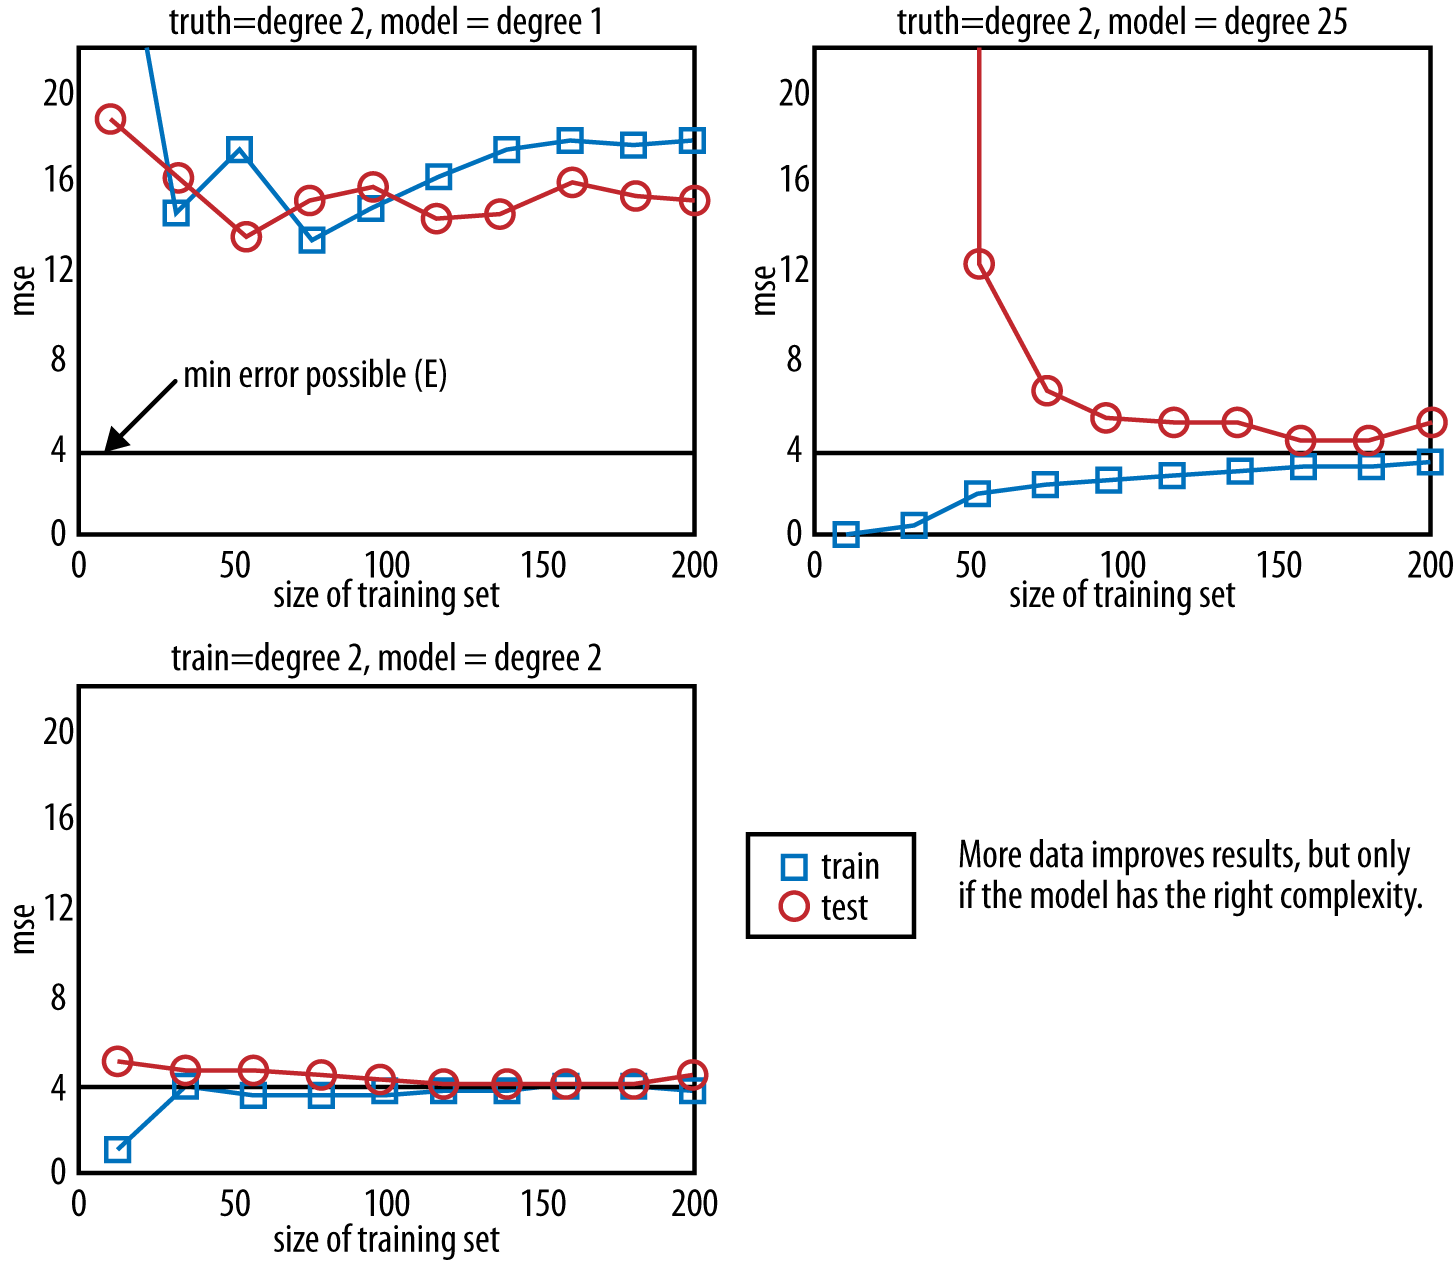 truth=degree 2, model = degree 1
20
16
12
8
4
0
mse
min error possible (E)
0 50 100 150 200
size of training set
truth=degree 2, model = degree 25
20
16
12
8
4
0
mse
0 50 100 150 200
size of training set
train=degree 2, model = degree 2
20
16
12
8
4
0
mse
0 50 100 150 200
size of training set
train
test
More data improves results, but only
if the model has the right complexity.